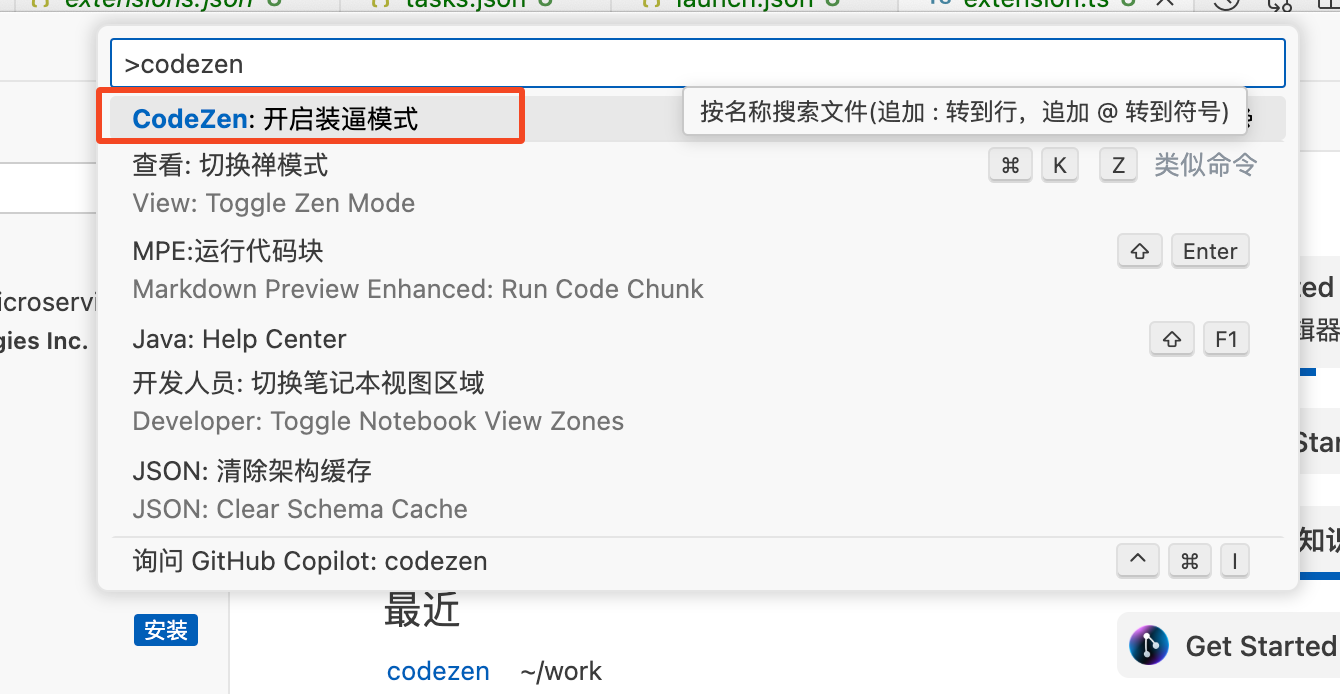 extensions.json U
tasks.json U
launch.json U
extension.ts U
>codezen
CodeZen: 开启装逼模式
按名称搜索文件(追加 : 转到行，追加 @ 转到符号)
查看: 切换禅模式 ⌘ K Z 类似命令
View: Toggle Zen Mode
MPE:运行代码块 ⇧ Enter
Markdown Preview Enhanced: Run Code Chunk
Java: Help Center ⇧ F1
开发人员: 切换笔记本视图区域
Developer: Toggle Notebook View Zones
JSON: 清除架构缓存
JSON: Clear Schema Cache
询问 GitHub Copilot: codezen ^ ⌘ I
icroservi
gies Inc.
ted
辑器
Star
知识
安装
最近
codezen ~/work
Get Started